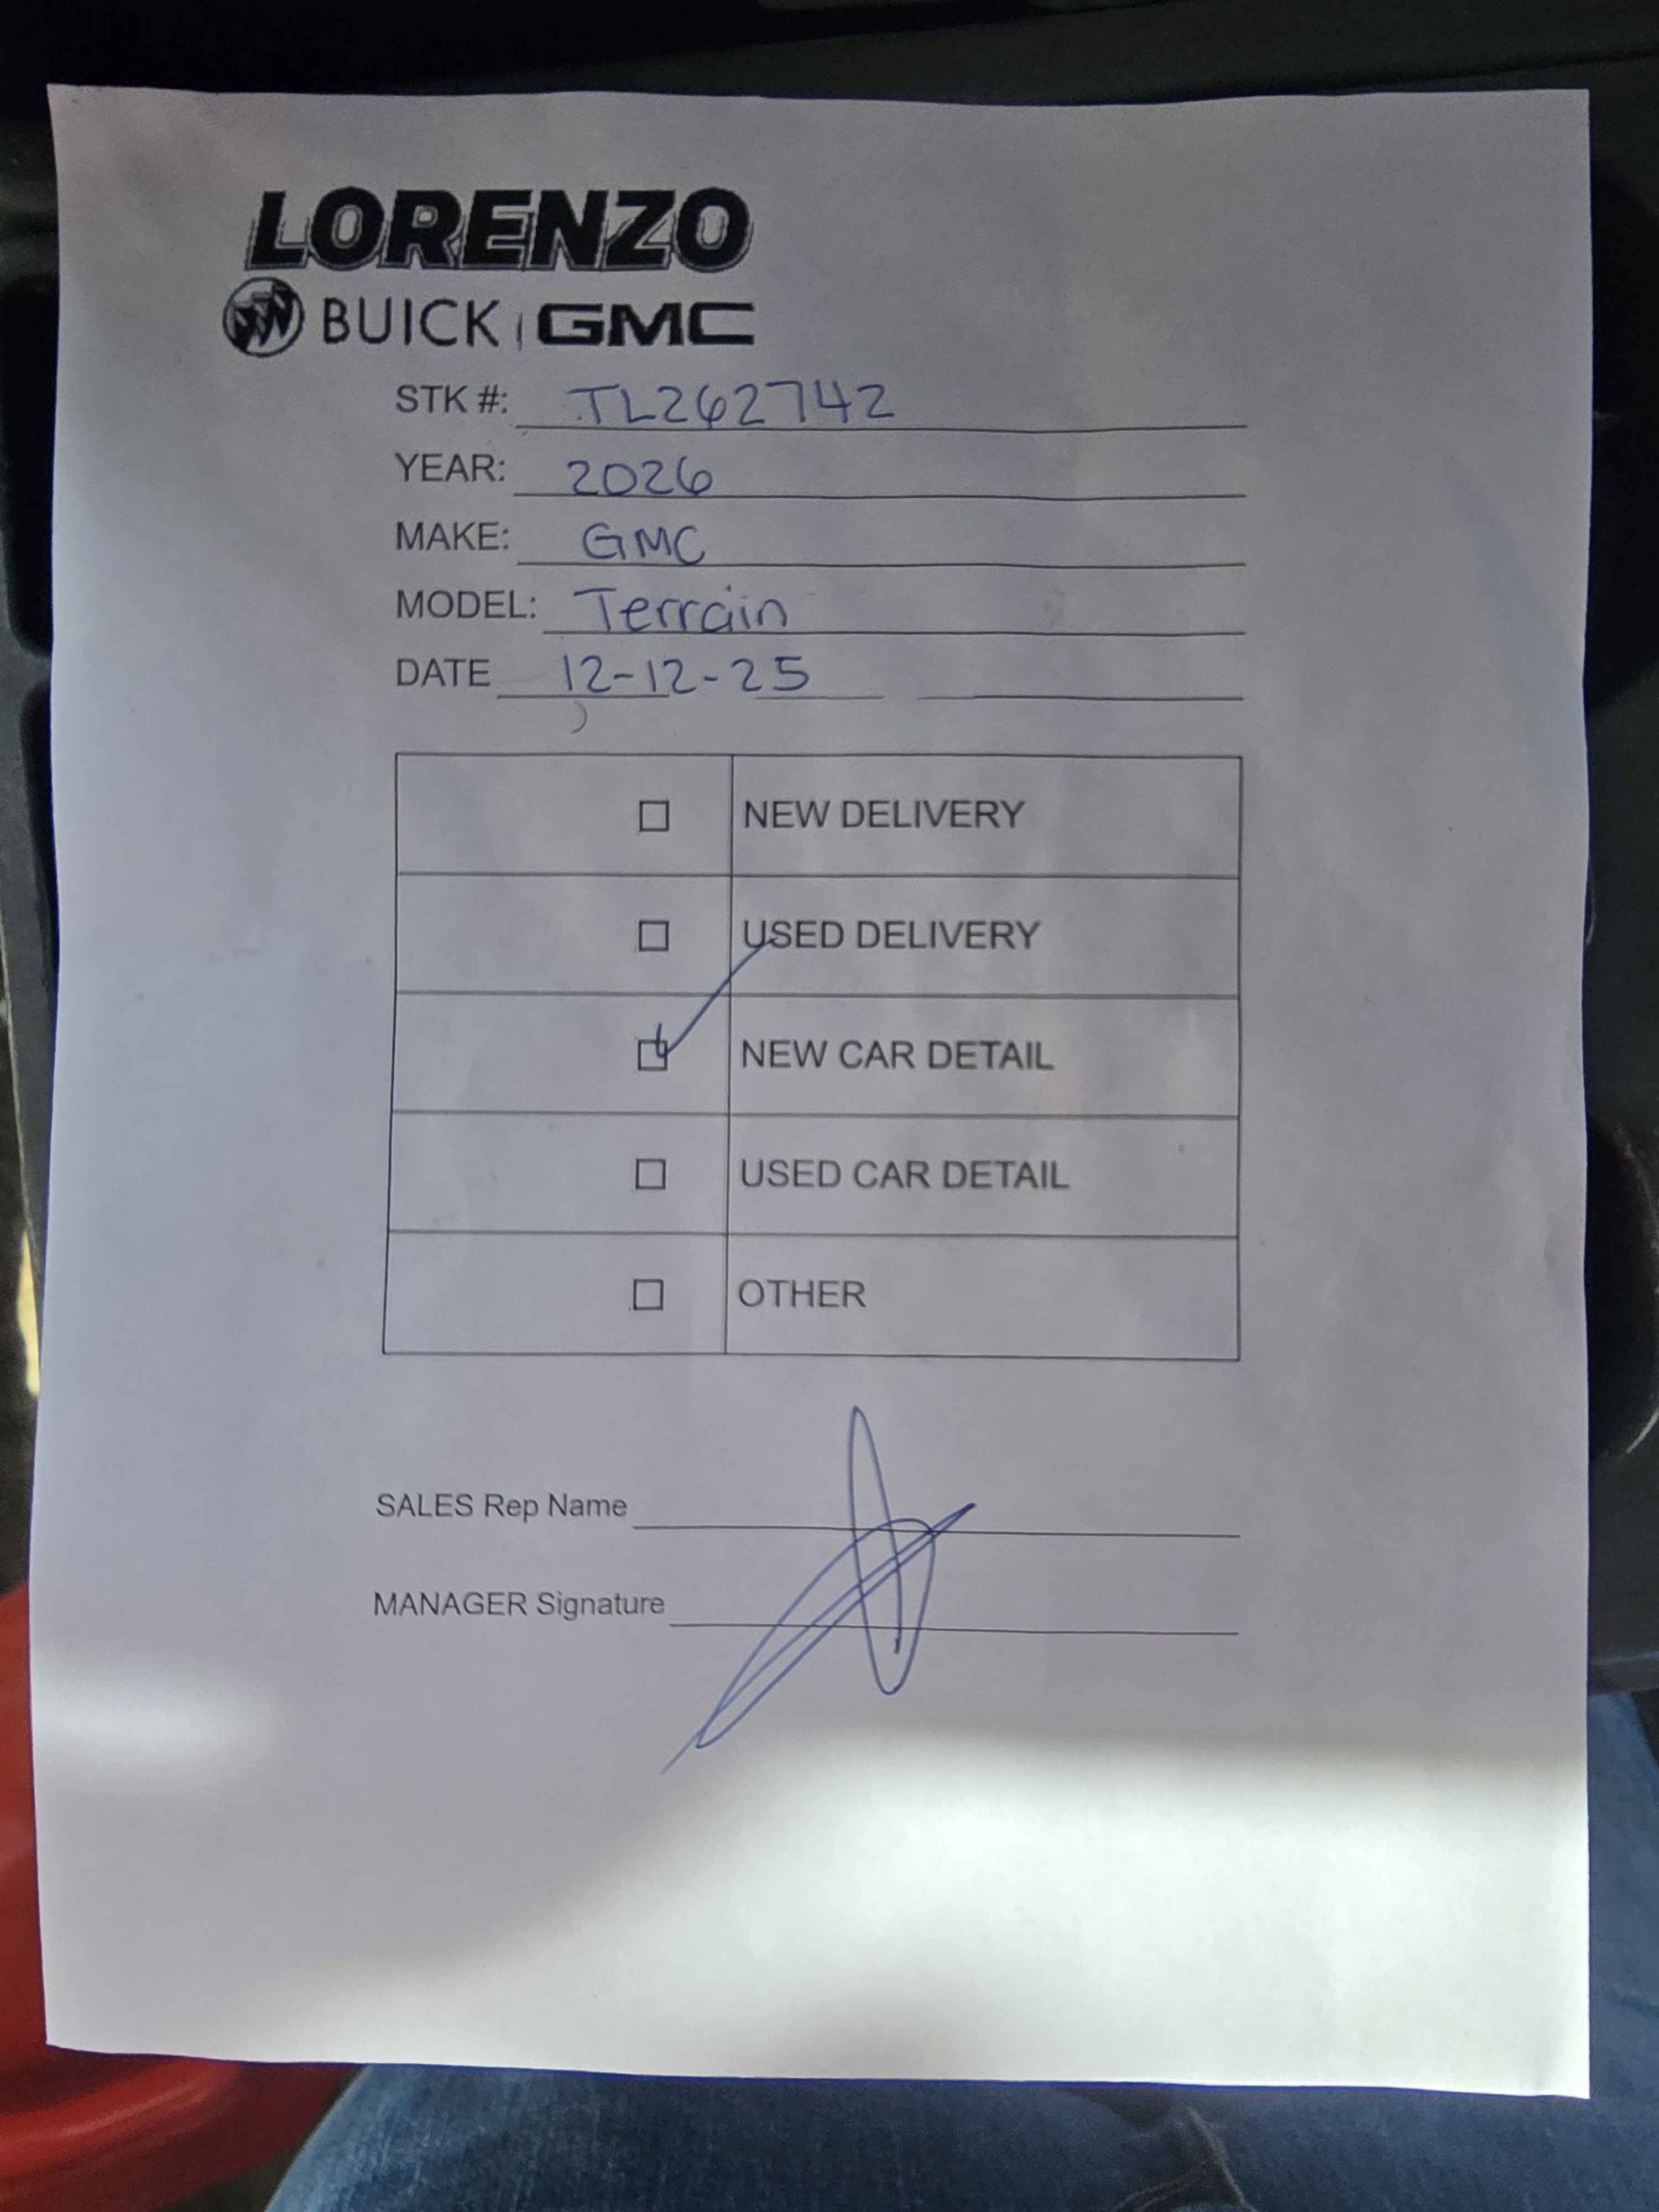 LORENZO
BUICK | GMC
STK #: TL262742
YEAR: 2026
MAKE: GMC
MODEL: Terrain
DATE 12-12-25
☐ NEW DELIVERY
☐ USED DELIVERY
☑ NEW CAR DETAIL
☐ USED CAR DETAIL
☐ OTHER
SALES Rep Name
MANAGER Signature